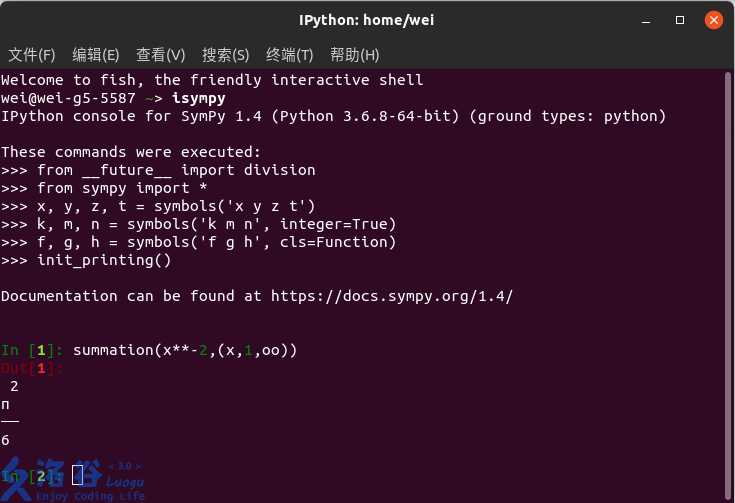 IPython: home/wei
文件(F) 编辑(E) 查看(V) 搜索(S) 终端(T) 帮助(H)
Welcome to fish, the friendly interactive shell
wei@wei-g5-5587 ~> isympy
IPython console for SymPy 1.4 (Python 3.6.8-64-bit) (ground types: python)
These commands were executed:
>>> from __future__ import division
>>> from sympy import *
>>> x, y, z, t = symbols('x y z t')
>>> k, m, n = symbols('k m n', integer=True)
>>> f, g, h = symbols('f g h', cls=Function)
>>> init_printing()
Documentation can be found at https://docs.sympy.org/1.4/
In [1]: summation(x**-2,(x,1,oo))
Out[1]:
2
π
──
6
In [2]:
洛谷 < 3.0 >
Luogu
Enjoy Coding Life